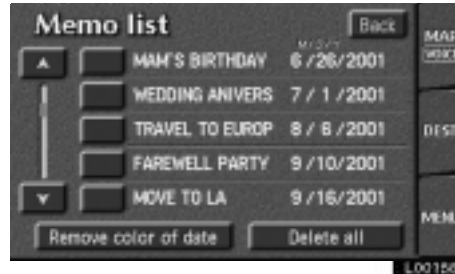 Memo list Back
M / D / Y
MAM'S BIRTHDAY 6 / 26 / 2001
WEDDING ANIVERS 7 / 1 / 2001
TRAVEL TO EUROP 8 / 6 / 2001
FAREWELL PARTY 9 / 10 / 2001
MOVE TO LA 9 / 16 / 2001
Remove color of date Delete all
MAP
VOICE
DEST
MENU